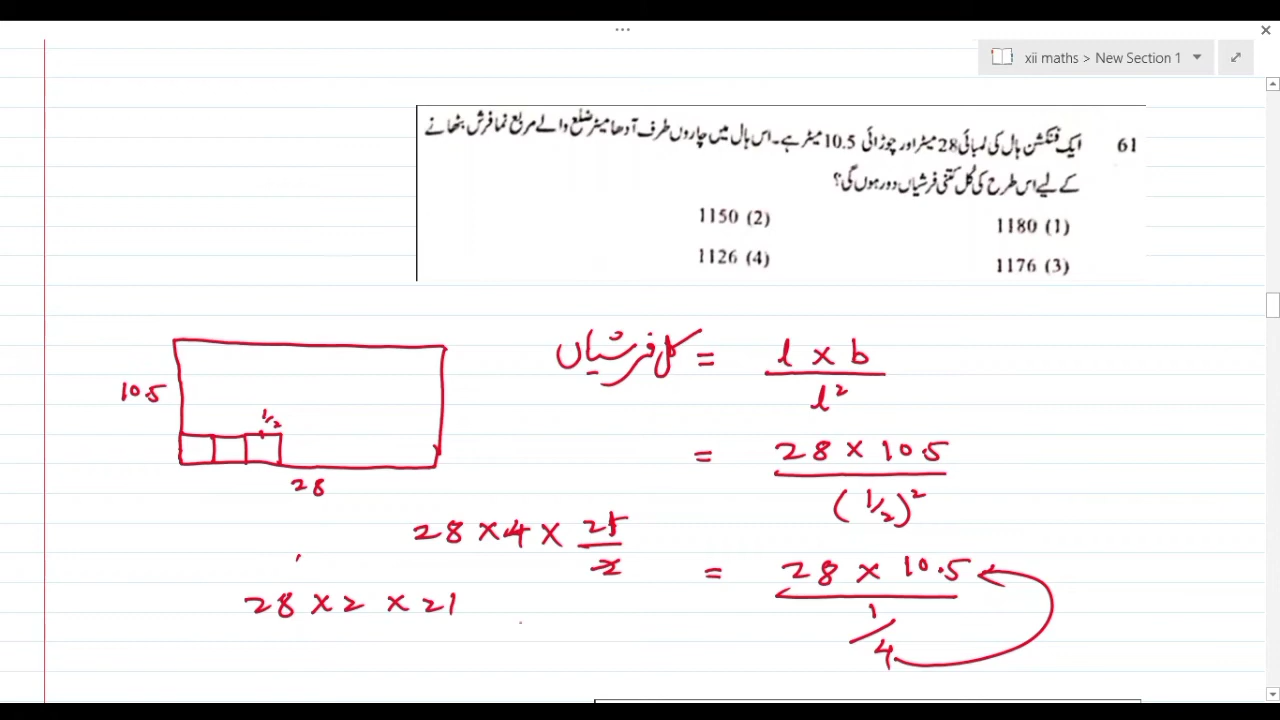 xii maths > New Section 1
61 ایک فنکشن ہال کی لمبائی 28 میٹر اور چوڑائی 10.5 میٹر ہے۔ اس ہال میں چاروں طرف آدھا میٹر ضلع والے مربع نما فرش بٹھانے
کے لیے اس طرح کی کُل کتنی فرشیاں دور ہوں گی؟
1180 (1) 1150 (2)
1176 (3) 1126 (4)
کل فرشیاں = l x b / l²
10.5
1/2
28
= 28 x 10.5 / (1/2)²
28 x 4 x 21 / 2
= 28 x 10.5 / 1/4
28 x 2 x 21